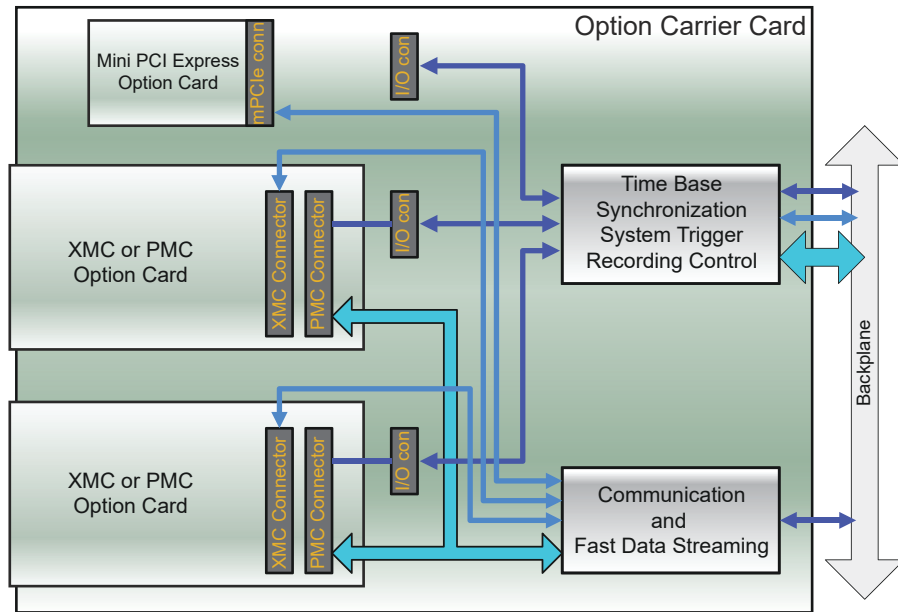 Option Carrier Card
Mini PCI Express
Option Card
mPCIe conn
I/O con
XMC or PMC
Option Card
XMC Connector
PMC Connector
I/O con
Time Base
Synchronization
System Trigger
Recording Control
Backplane
XMC or PMC
Option Card
XMC Connector
PMC Connector
I/O con
Communication
and
Fast Data Streaming